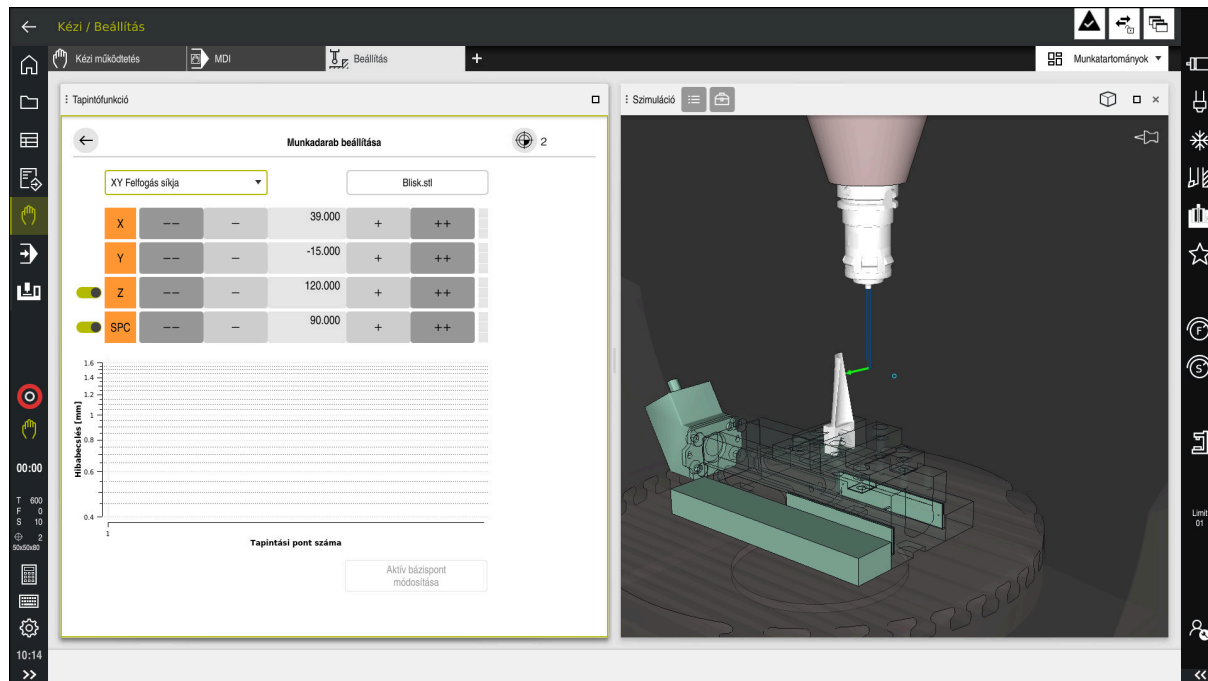 Kézi / Beállítás
Kézi működtetés
MDI
Beállítás
+
Munkatartományok
Tapintófunkció
Munkadarab beállítása
2
XY Felfogás síkja
Blisk.stl
X -- - 39.000 + ++
Y -- - -15.000 + ++
Z -- - 120.000 + ++
SPC -- - 90.000 + ++
1.6
1.4
1.2
1
0.8
0.6
0.4
Hibabecslés [mm]
1
Tapintási pont száma
Aktív bázispont
módosítása
Szimuláció
00:00
T 600
F 0
S 10
2
50x50x80
10:14
F
S
Limit
01